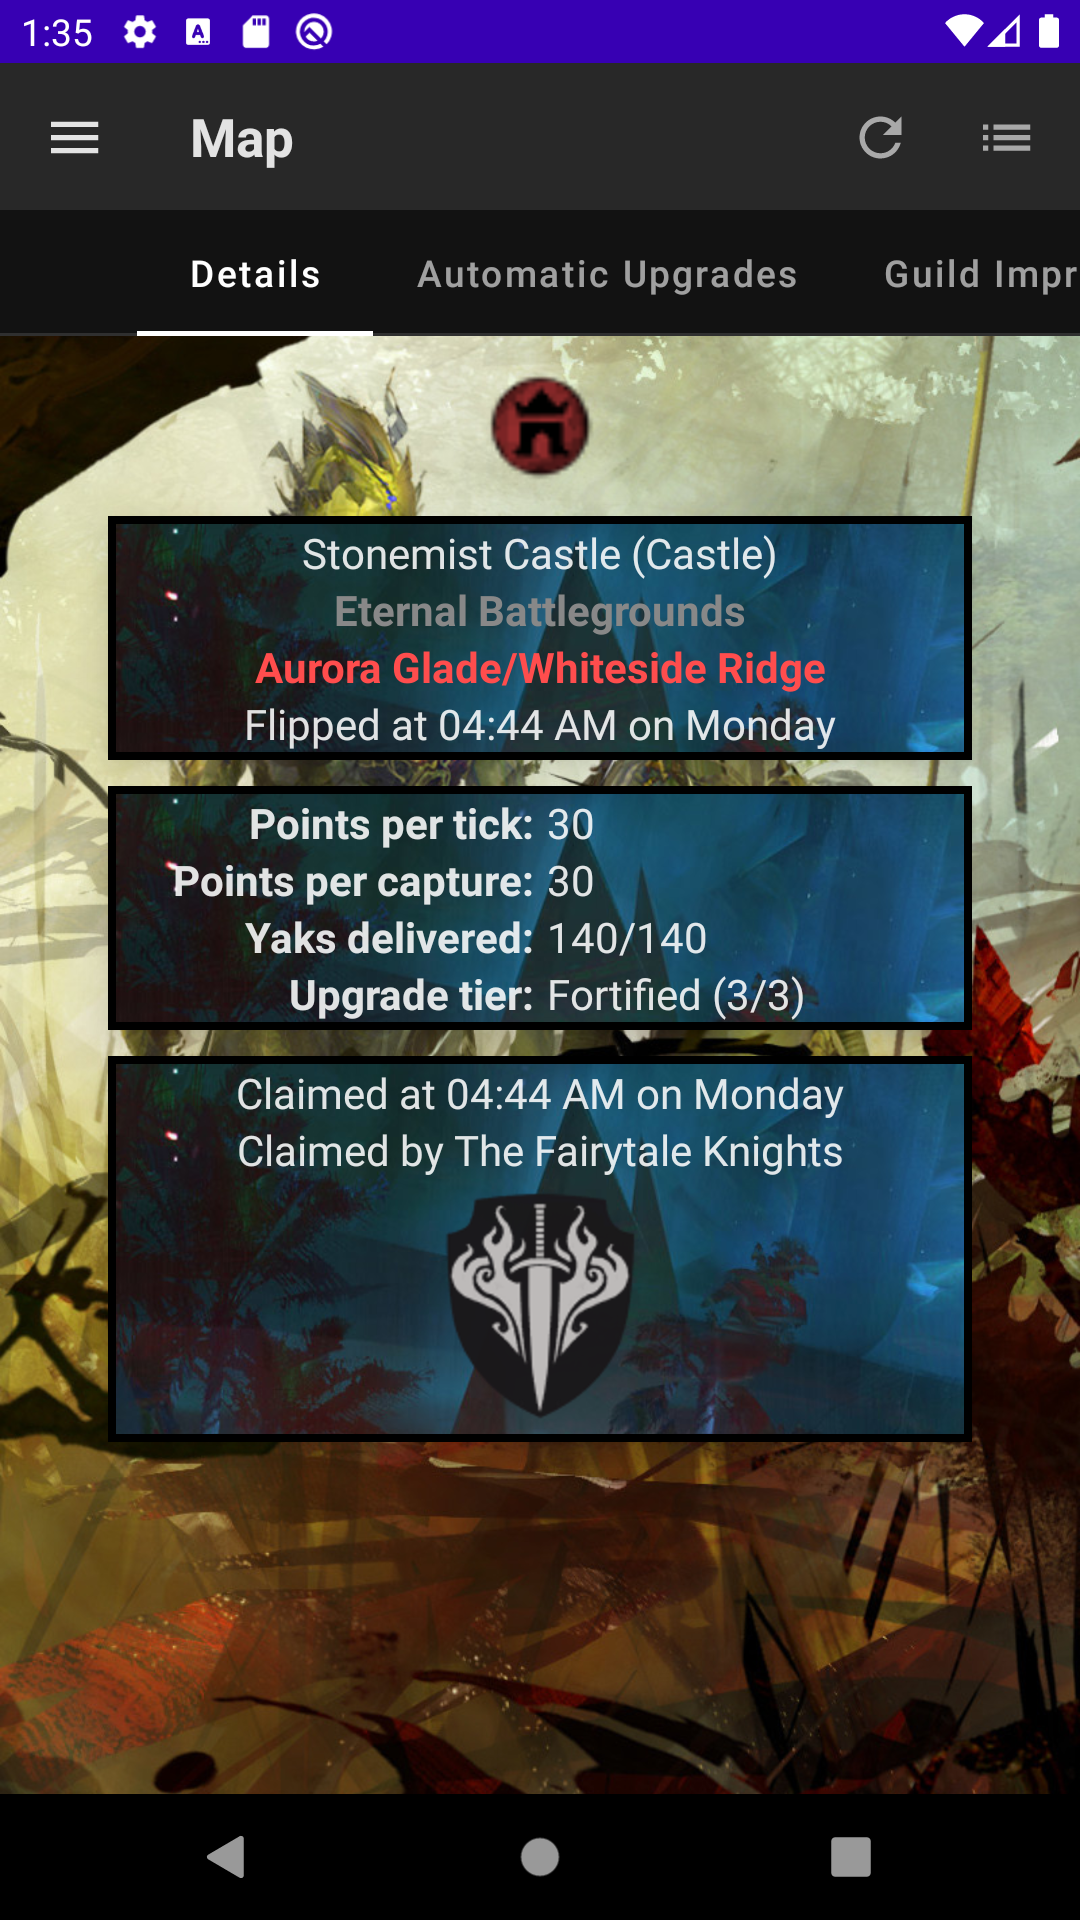 1:35
Map
Details
Automatic Upgrades
Guild Impr
Stonemist Castle (Castle)
Eternal Battlegrounds
Aurora Glade/Whiteside Ridge
Flipped at 04:44 AM on Monday
Points per tick: 30
Points per capture: 30
Yaks delivered: 140/140
Upgrade tier: Fortified (3/3)
Claimed at 04:44 AM on Monday
Claimed by The Fairytale Knights